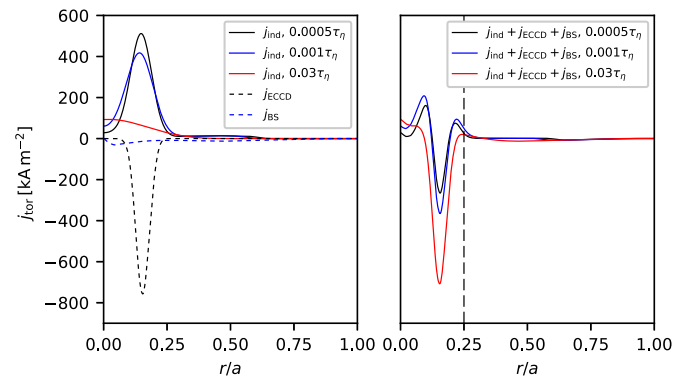 600
400
200
0
−200
−400
−600
−800
j_tor [kA m⁻²]
j_ind, 0.0005τ_η
j_ind, 0.001τ_η
j_ind, 0.03τ_η
j_ECCD
j_BS
0.00 0.25 0.50 0.75 1.00
r/a
j_ind + j_ECCD + j_BS, 0.0005τ_η
j_ind + j_ECCD + j_BS, 0.001τ_η
j_ind + j_ECCD + j_BS, 0.03τ_η
0.00 0.25 0.50 0.75 1.00
r/a